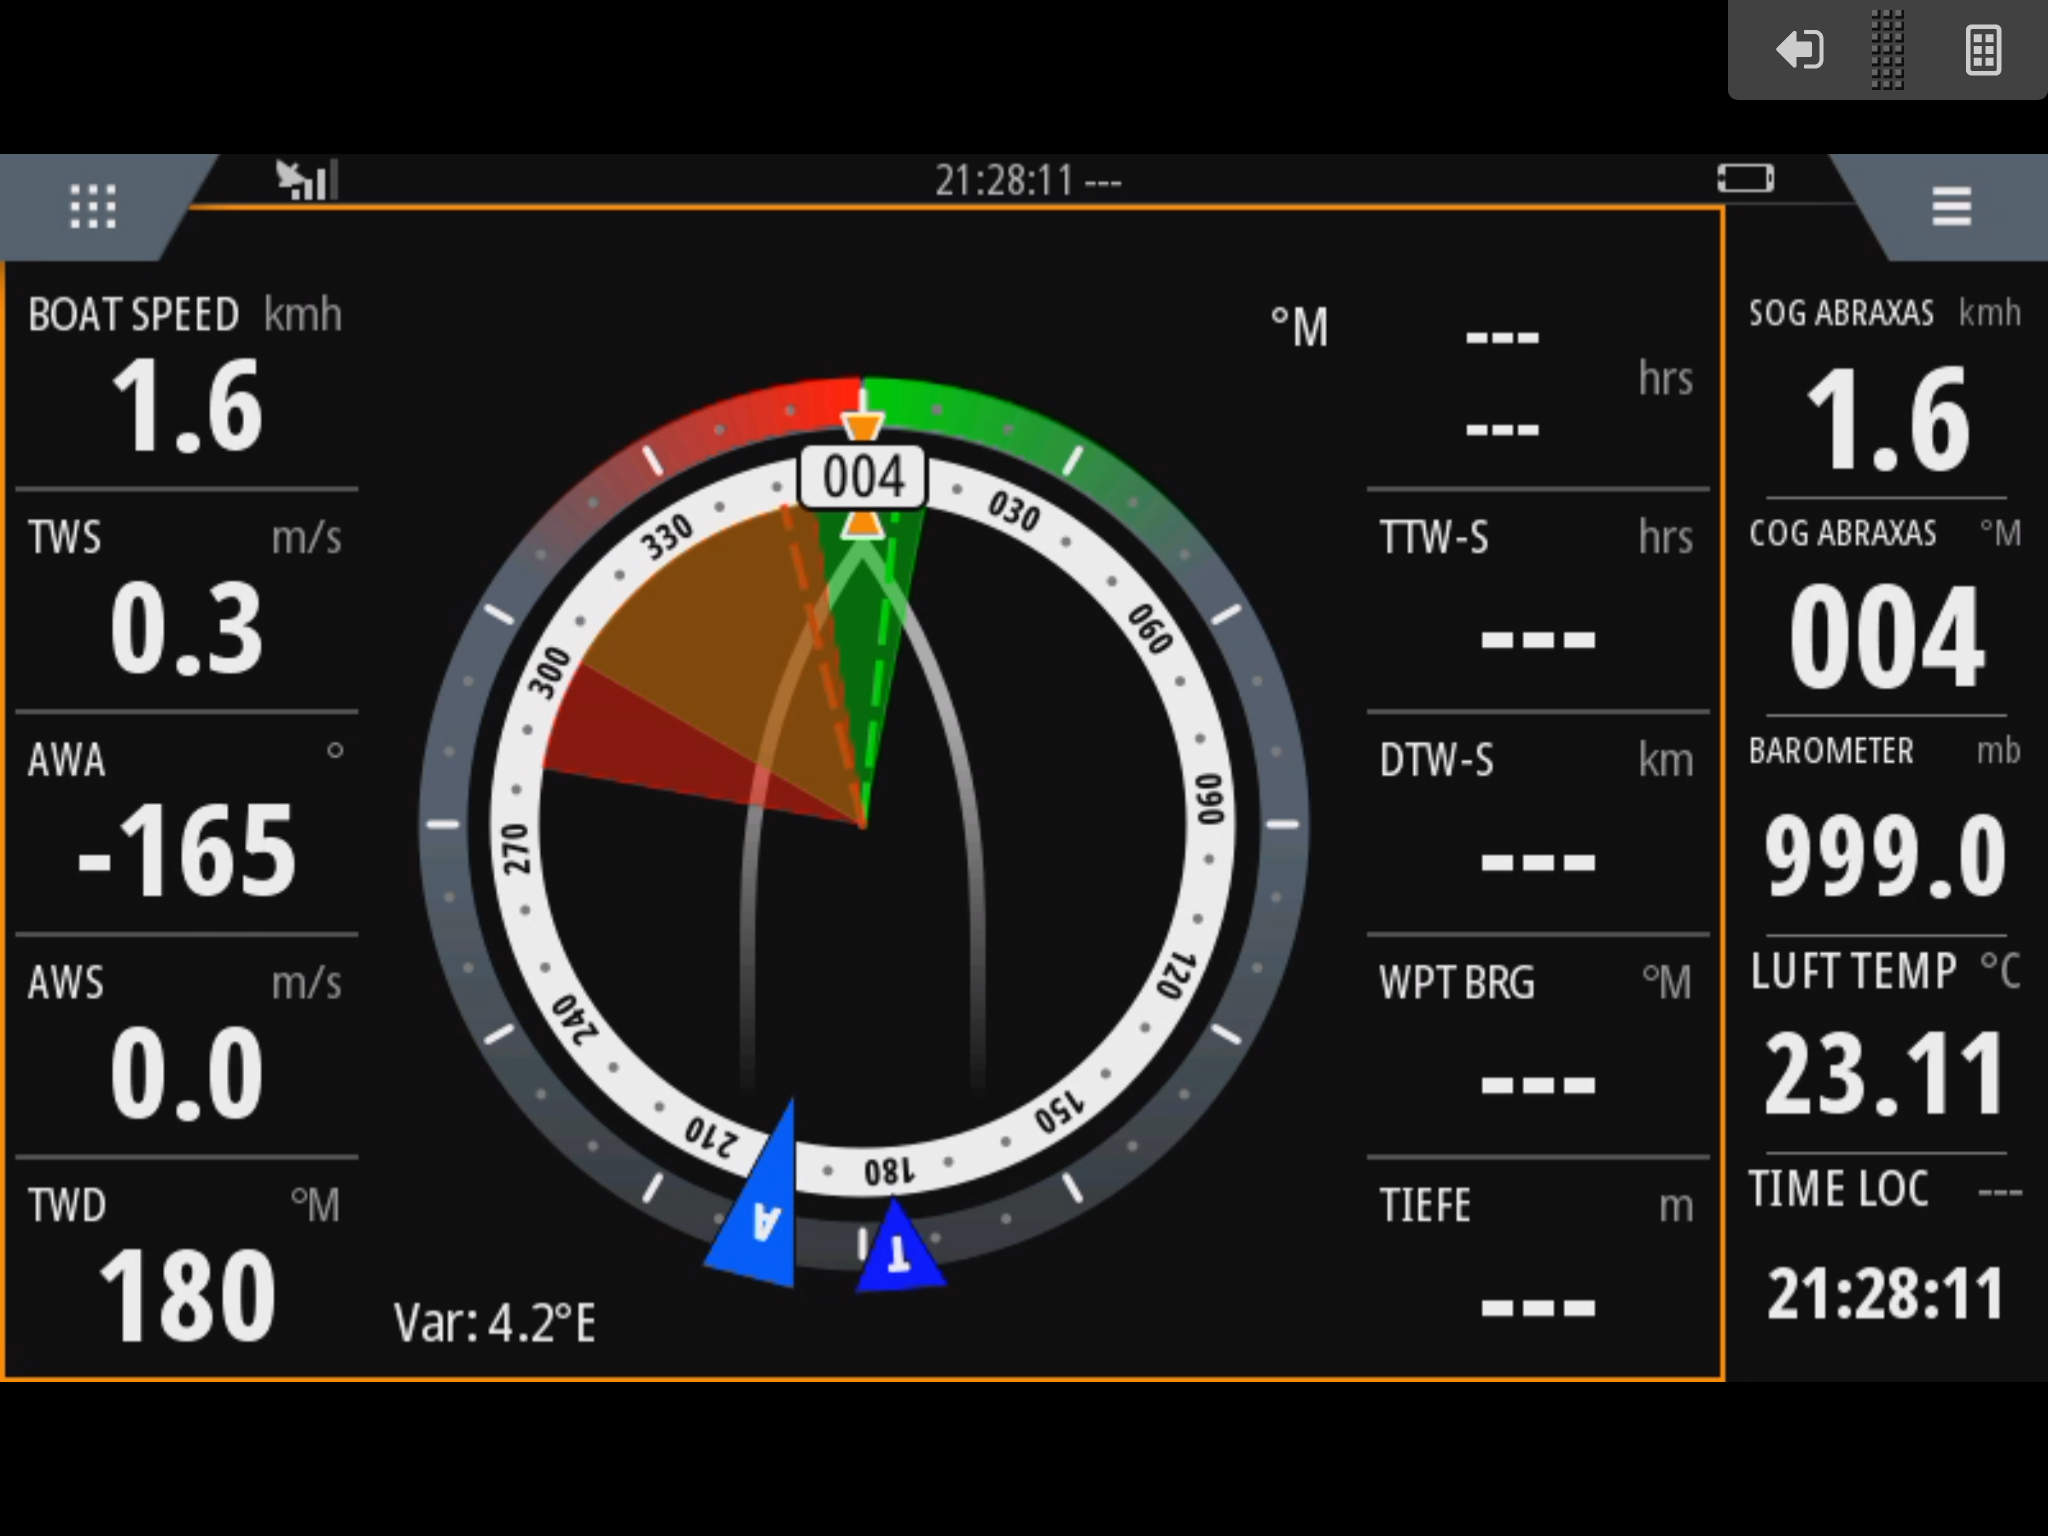 21:28:11 ---
BOAT SPEED kmh
1.6
TWS m/s
0.3
AWA °
-165
AWS m/s
0.0
TWD °M
180
°M
004
030
060
090
120
150
180
210
240
270
300
330
A
T
Var: 4.2°E
---
hrs
---
TTW-S hrs
---
DTW-S km
---
WPT BRG °M
---
TIEFE m
---
SOG ABRAXAS kmh
1.6
COG ABRAXAS °M
004
BAROMETER mb
999.0
LUFT TEMP °C
23.11
TIME LOC ---
21:28:11